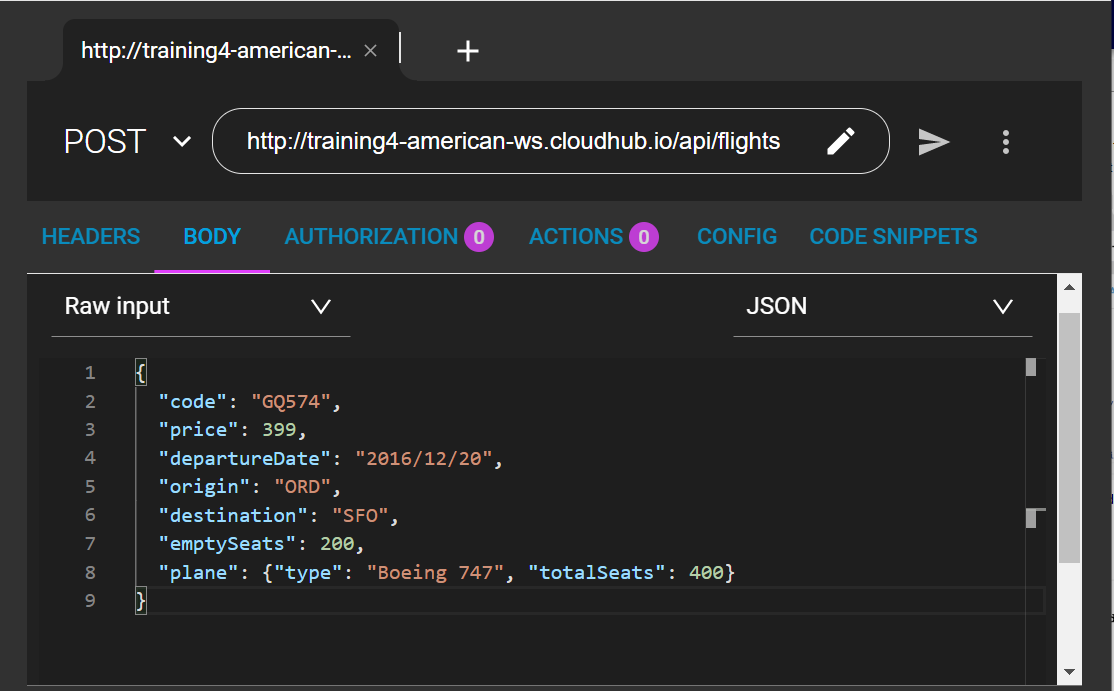 http://training4-american-...
POST http://training4-american-ws.cloudhub.io/api/flights
HEADERS BODY AUTHORIZATION 0 ACTIONS 0 CONFIG CODE SNIPPETS
Raw input JSON
1 {
2 "code": "GQ574",
3 "price": 399,
4 "departureDate": "2016/12/20",
5 "origin": "ORD",
6 "destination": "SFO",
7 "emptySeats": 200,
8 "plane": {"type": "Boeing 747", "totalSeats": 400}
9 }